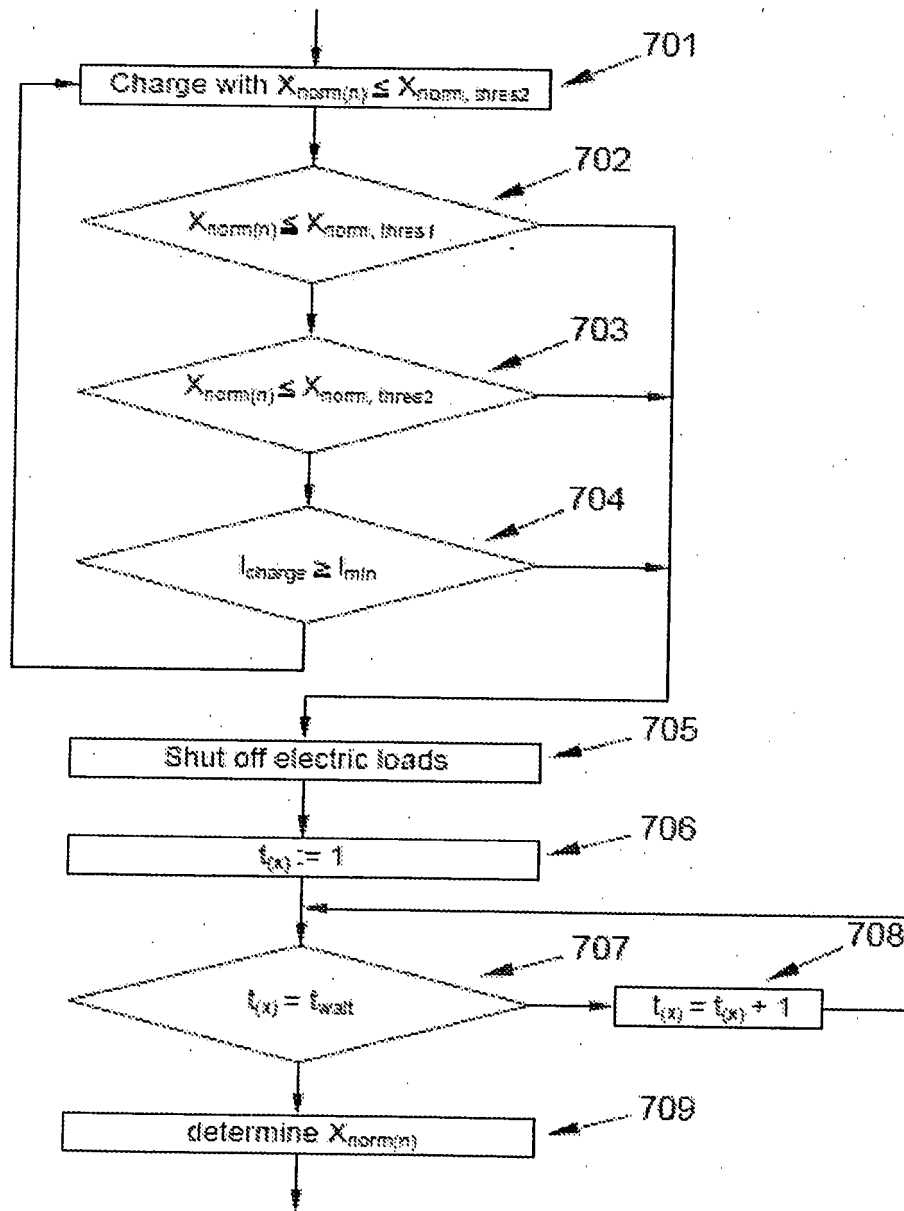 701
Charge with Xnorm(n) ≦ Xnorm, thres2
702
Xnorm(n) ≦ Xnorm, thres1
703
Xnorm(n) ≦ Xnorm, thres2
704
Icharge ≧ Imin
705
Shut off electric loads
706
t(x) := 1
707
708
t(x) = twait
t(x) = t(x) + 1
709
determine Xnorm(n)